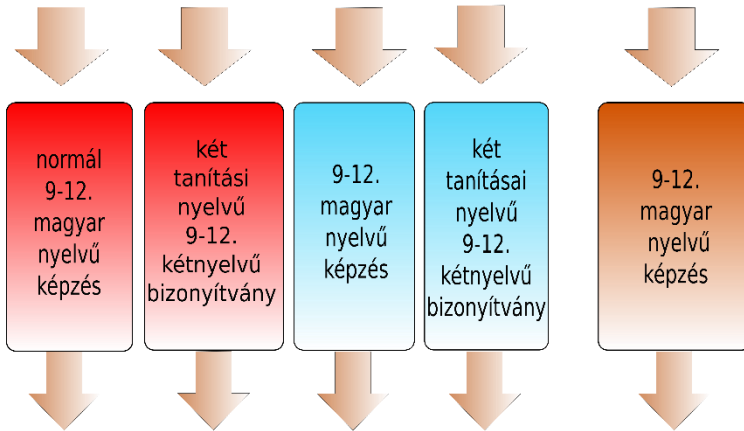 normál
9-12.
magyar
nyelvű
képzés
két
tanítási
nyelvű
9-12.
kétnyelvű
bizonyítvány
9-12.
magyar
nyelvű
képzés
két
tanításai
nyelvű
9-12.
kétnyelvű
bizonyítvány
9-12.
magyar
nyelvű
képzés